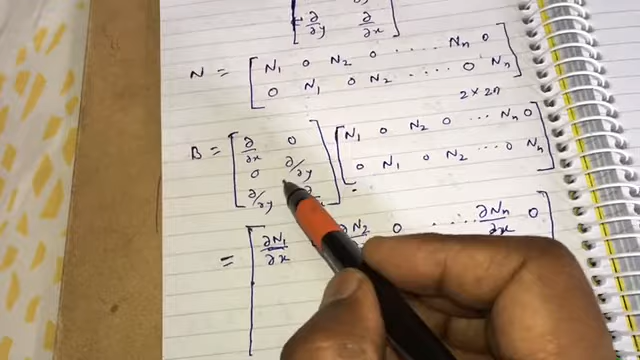 ∂/∂y ∂/∂x
N = [ N₁ 0 N₂ 0 ..... Nₙ 0
0 N₁ 0 N₂ ..... 0 Nₙ ]
2 × 2n
B = [ ∂/∂x 0 [ N₁ 0 N₂ 0 ... Nₙ 0
0 ∂/∂y 0 N₁ 0 N₂ ... 0 Nₙ ]
∂/∂y
= [ ∂N₁/∂x ∂N₂/∂x 0 ..... ∂Nₙ/∂x 0